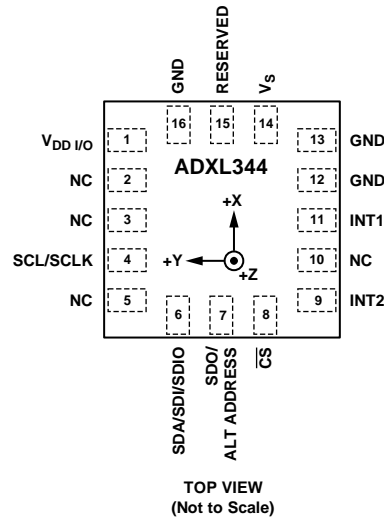 GND
RESERVED
VS
16
15
14
VDD I/O
1
ADXL344
13
GND
NC
2
12
GND
NC
3
+X
11
INT1
SCL/SCLK
4
+Y
+Z
10
NC
NC
5
9
INT2
6
7
8
SDA/SDI/SDIO
SDO/
ALT ADDRESS
CS
TOP VIEW
(Not to Scale)